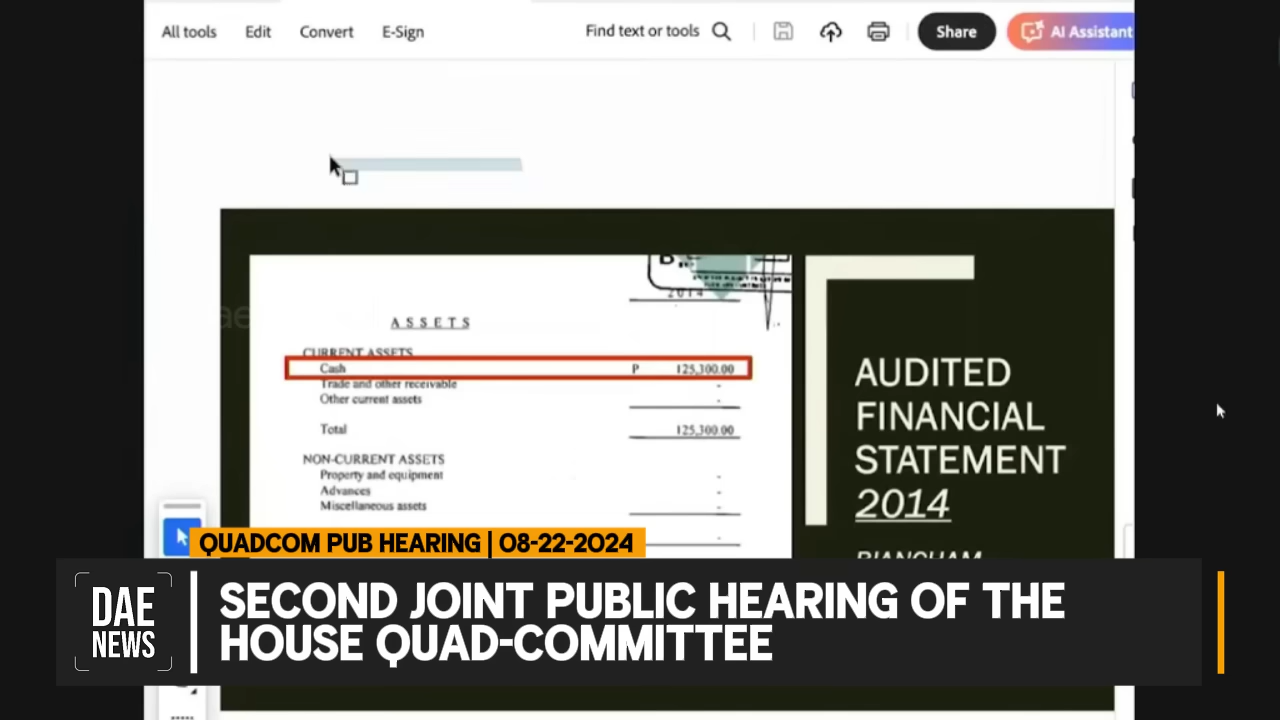 All tools Edit Convert E-Sign Find text or tools Share AI Assistant
2014
ASSETS
CURRENT ASSETS
Cash P 125,300.00
Trade and other receivable -
Other current assets -
Total 125,300.00
NON-CURRENT ASSETS
Property and equipment -
Advances -
Miscellaneous assets -
-
AUDITED
FINANCIAL
STATEMENT
2014
BIANCHAM
QUADCOM PUB HEARING | 08-22-2024
DAE
NEWS
SECOND JOINT PUBLIC HEARING OF THE
HOUSE QUAD-COMMITTEE